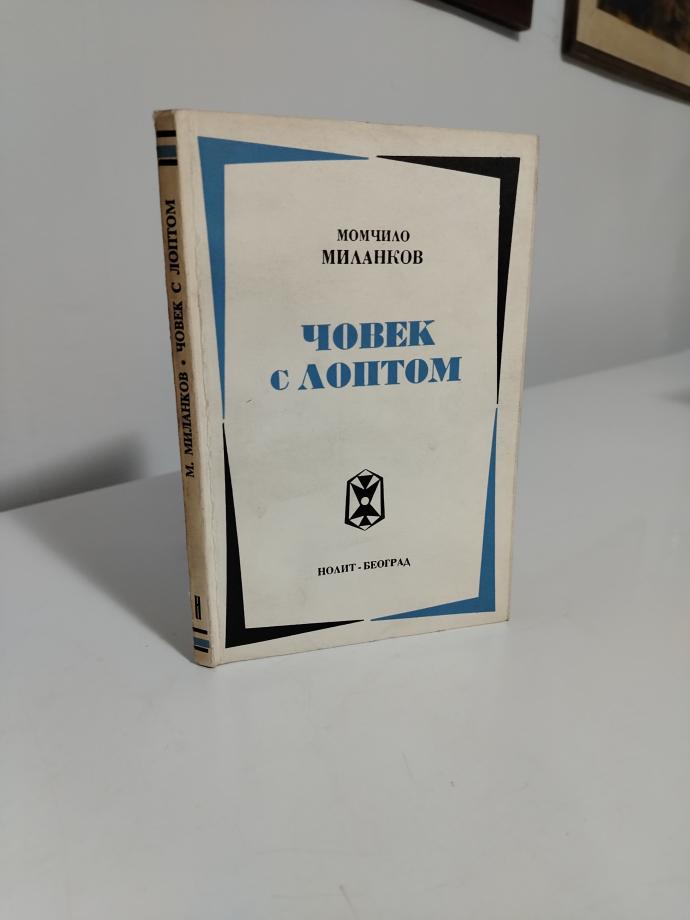 МОМЧИЛО
МИЛАНКОВ
ЧОВЕК
С ЛОПТОМ
НОЛИТ - БЕОГРАД
М. МИЛАНКОВ • ЧОВЕК С ЛОПТОМ
Н